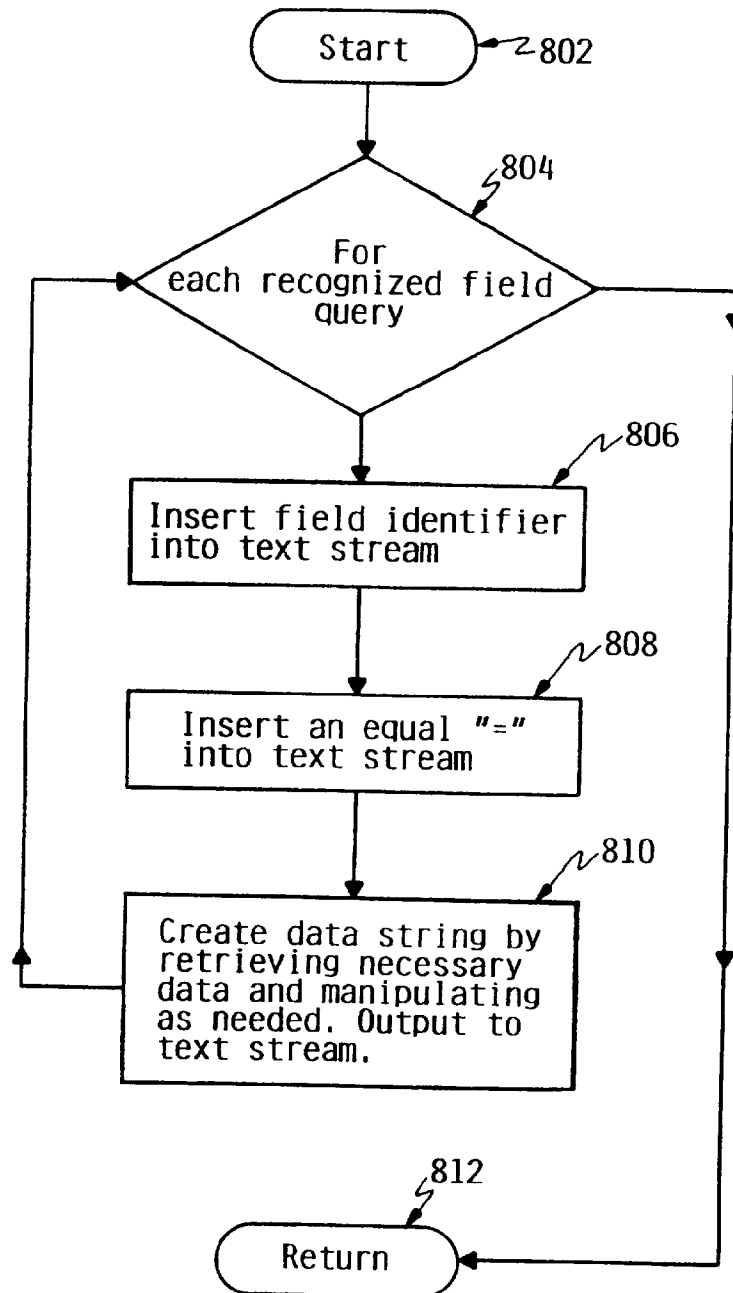 Start
802
804
For
each recognized field
query
806
Insert field identifier
into text stream
808
Insert an equal "="
into text stream
810
Create data string by
retrieving necessary
data and manipulating
as needed. Output to
text stream.
812
Return